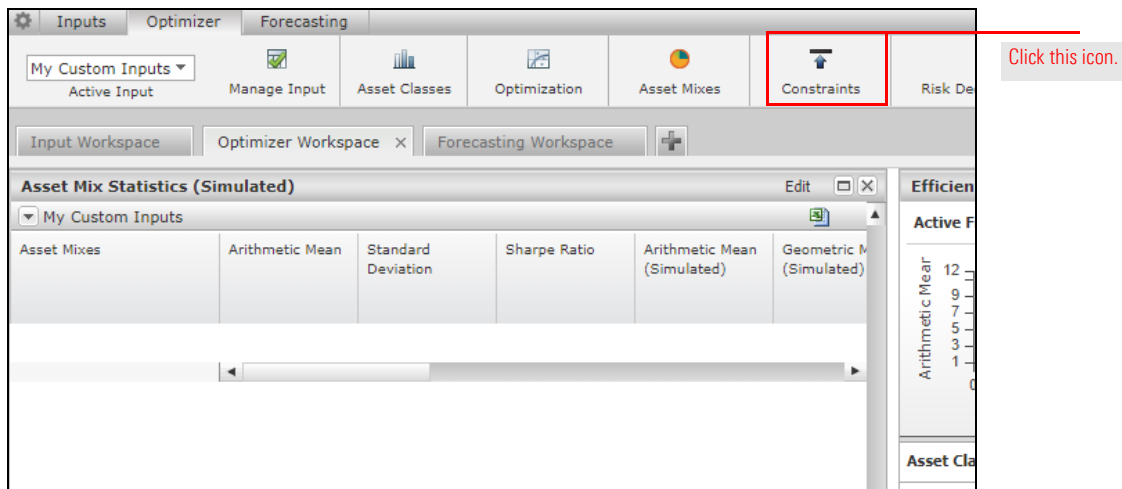 Inputs Optimizer Forecasting
My Custom Inputs
Active Input
Manage Input
Asset Classes
Optimization
Asset Mixes
Constraints
Risk
Click this icon.
Input Workspace
Optimizer Workspace
Forecasting Workspace
Asset Mix Statistics (Simulated)
Edit
My Custom Inputs
Asset Mixes
Arithmetic Mean
Standard
Deviation
Sharpe Ratio
Arithmetic Mean
(Simulated)
Geometric M
(Simulated)
Efficien
Active F
Arithmetic Mear
12
9
7
5
3
1
Asset Cla